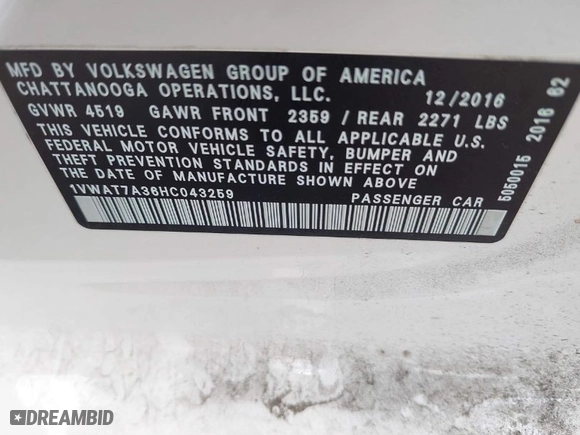 MFD BY VOLKSWAGEN GROUP OF AMERICA
CHATTANOOGA OPERATIONS, LLC. 12/2016
GVWR 4519 GAWR FRONT 2359 / REAR 2271 LBS
THIS VEHICLE CONFORMS TO ALL APPLICABLE U.S.
FEDERAL MOTOR VEHICLE SAFETY, BUMPER AND
THEFT PREVENTION STANDARDS IN EFFECT ON
THE DATE OF MANUFACTURE SHOWN ABOVE
1VWAT7A36HC043259 PASSENGER CAR
5050015 2016 62
DREAMBID